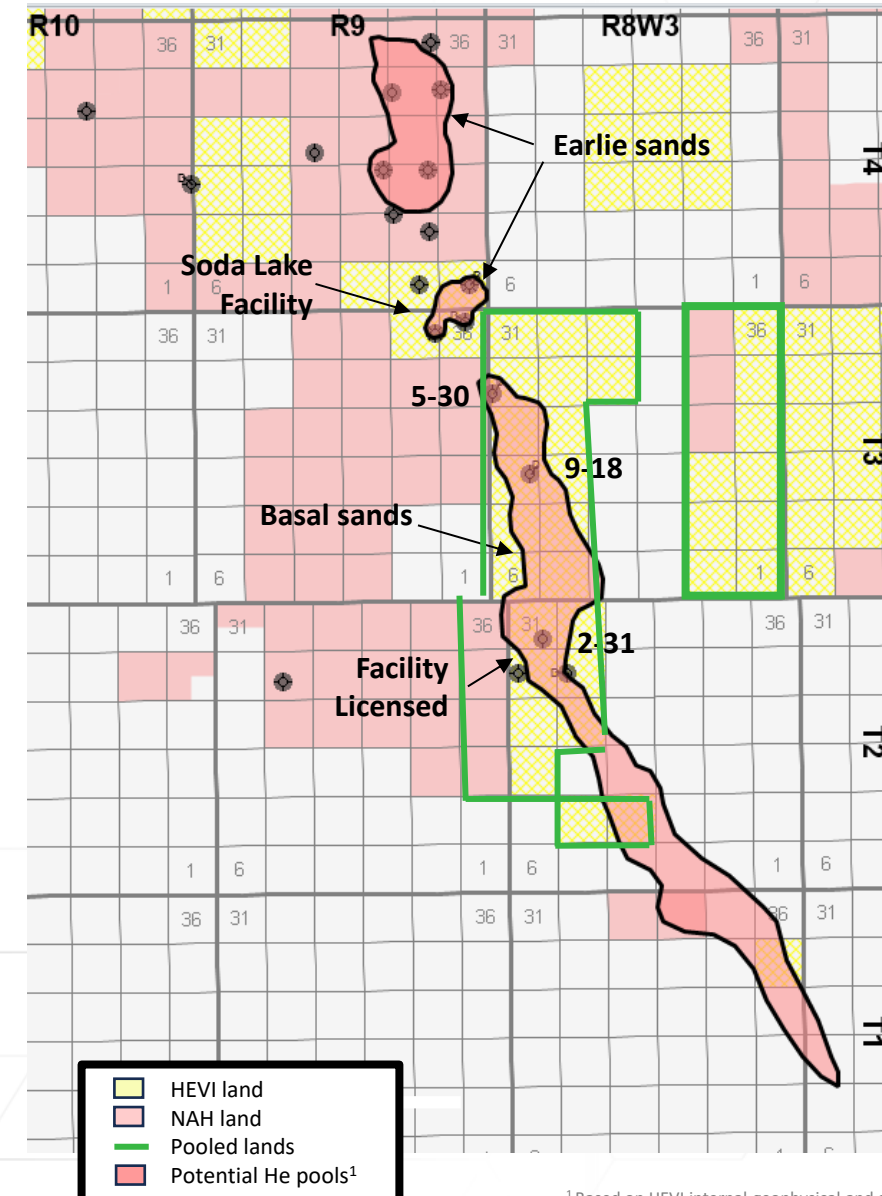 R10
R9
R8W3
36 31
36 31
36 31
T4
Earlie sands
Soda Lake
Facility
1 6
6
1 6
36 31
36 31
36 31
5-30
T3
9-18
Basal sands
1 6
1 6
1 6
36 31
36 31
36 31
2-31
Facility
Licensed
T2
1 6
1 6
1 6
36 31
36 31
36 31
T1
HEVI land
NAH land
Pooled lands
Potential He pools¹
¹ Based on HEVI internal geophysical and